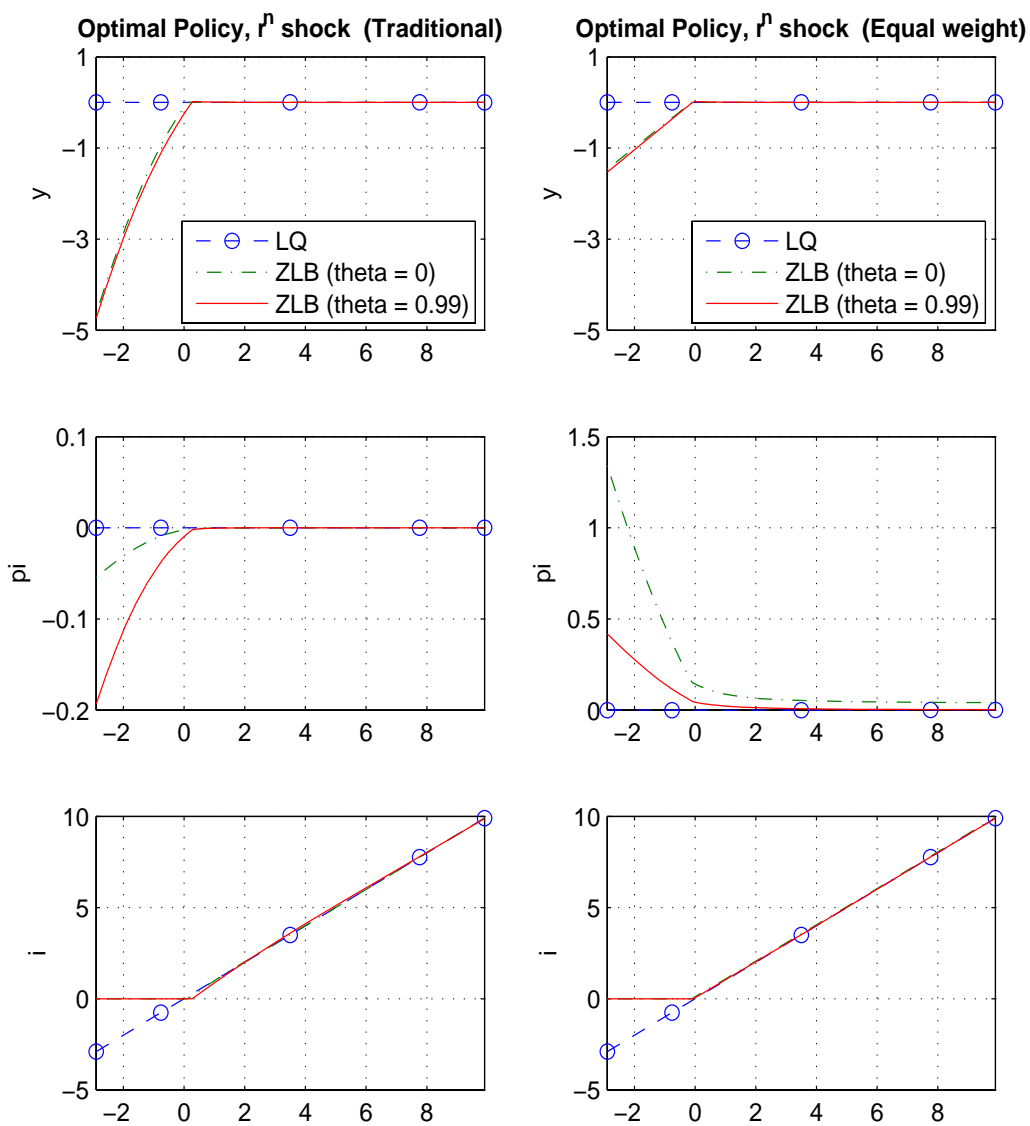 Optimal Policy, rⁿ shock (Traditional)
1
−1
−3
−5
y
−2 0 2 4 6 8
LQ
ZLB (theta = 0)
ZLB (theta = 0.99)
Optimal Policy, rⁿ shock (Equal weight)
1
−1
−3
−5
y
−2 0 2 4 6 8
LQ
ZLB (theta = 0)
ZLB (theta = 0.99)
0.1
0
−0.1
−0.2
pi
−2 0 2 4 6 8
1.5
1
0.5
0
pi
−2 0 2 4 6 8
10
5
0
−5
i
−2 0 2 4 6 8
10
5
0
−5
i
−2 0 2 4 6 8